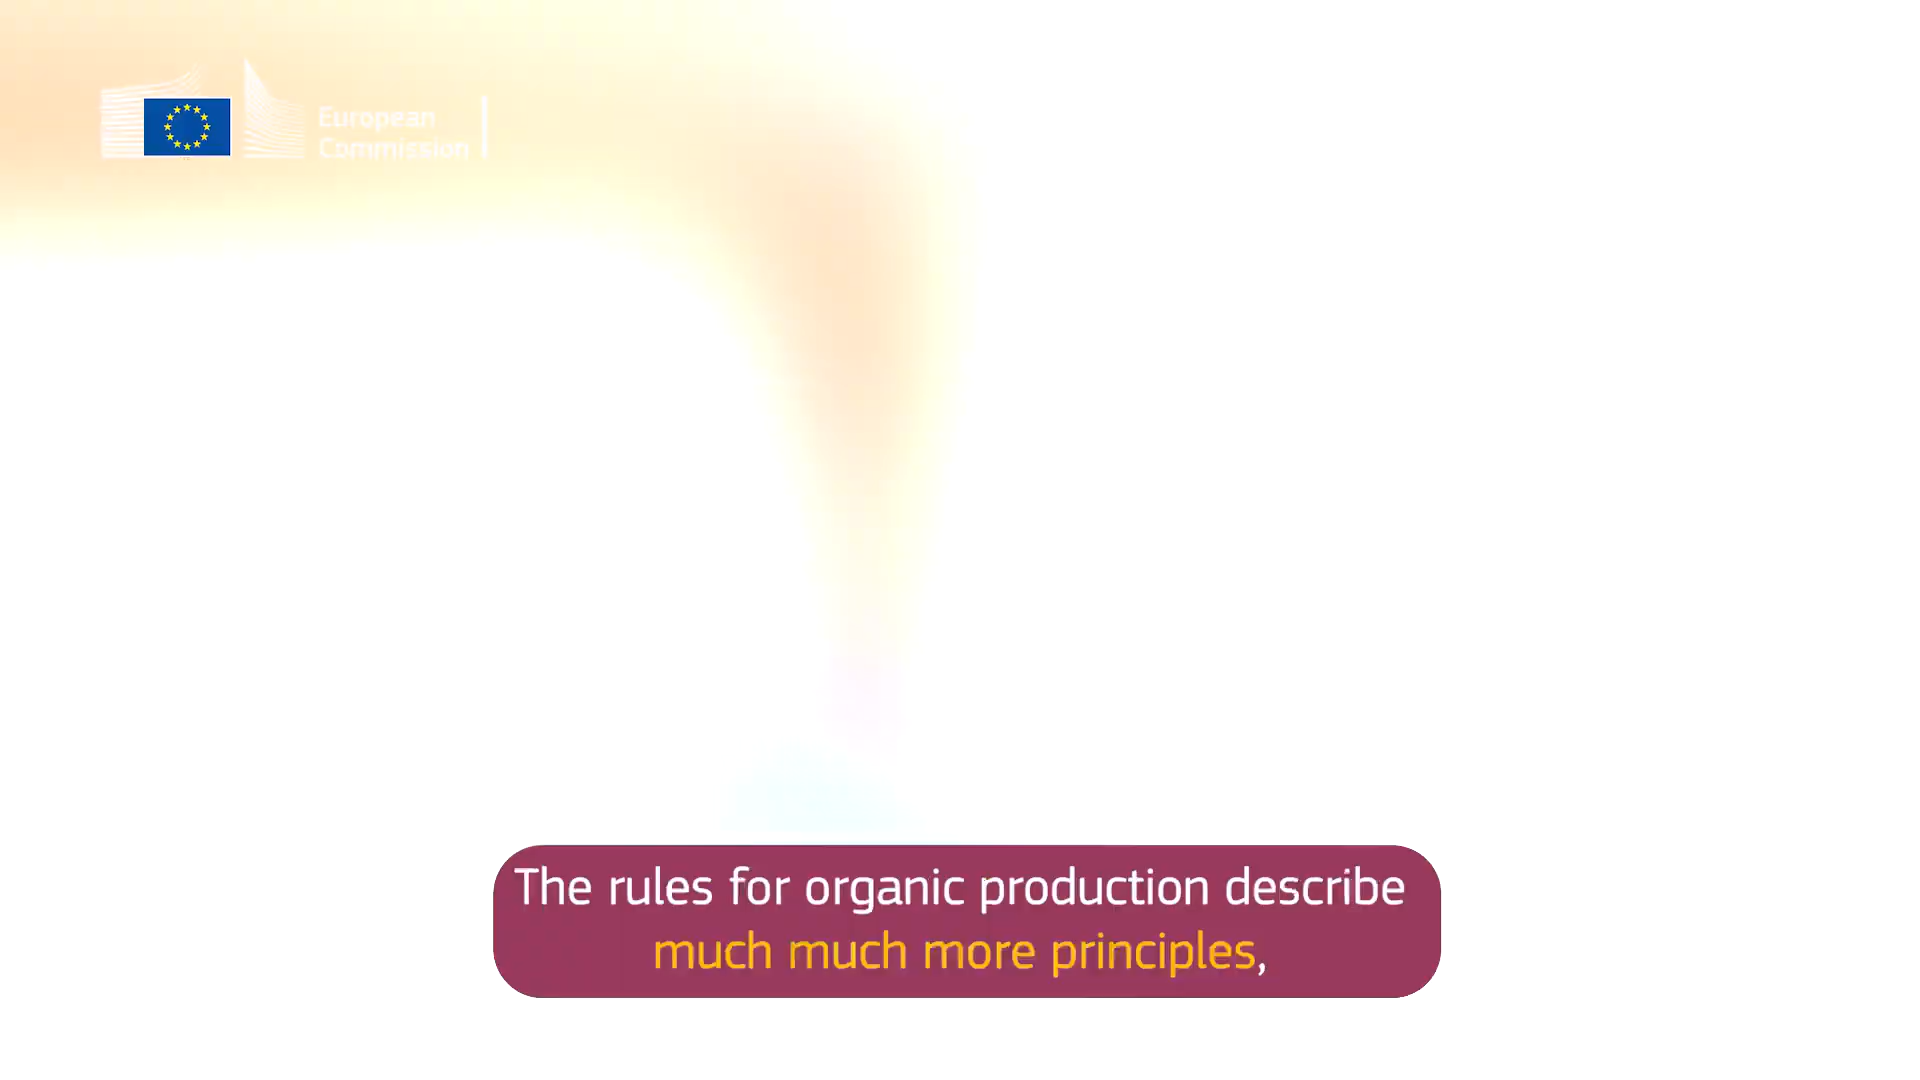 European
Commission
The rules for organic production describe
much much more principles,